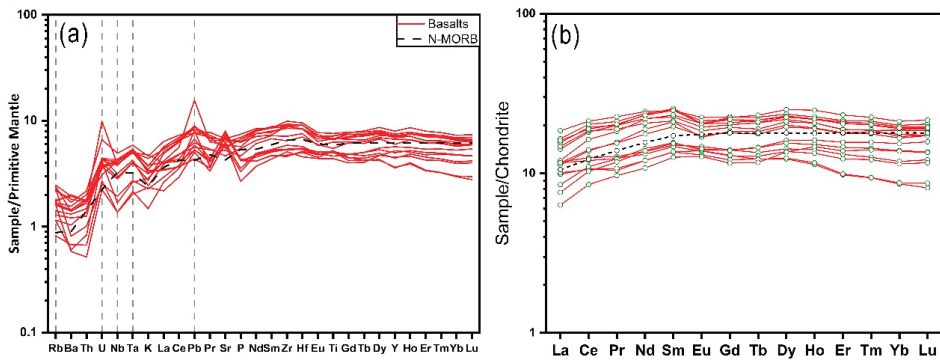 (a)
Basalts
N-MORB
Sample/Primitive Mantle
100
10
1
0.1
Rb Ba Th U Nb Ta K La Ce Pb Pr Sr P Nd Sm Zr Hf Eu Ti Gd Tb Dy Y Ho Er Tm Yb Lu
(b)
Sample/Chondrite
100
10
1
La Ce Pr Nd Sm Eu Gd Tb Dy Ho Er Tm Yb Lu